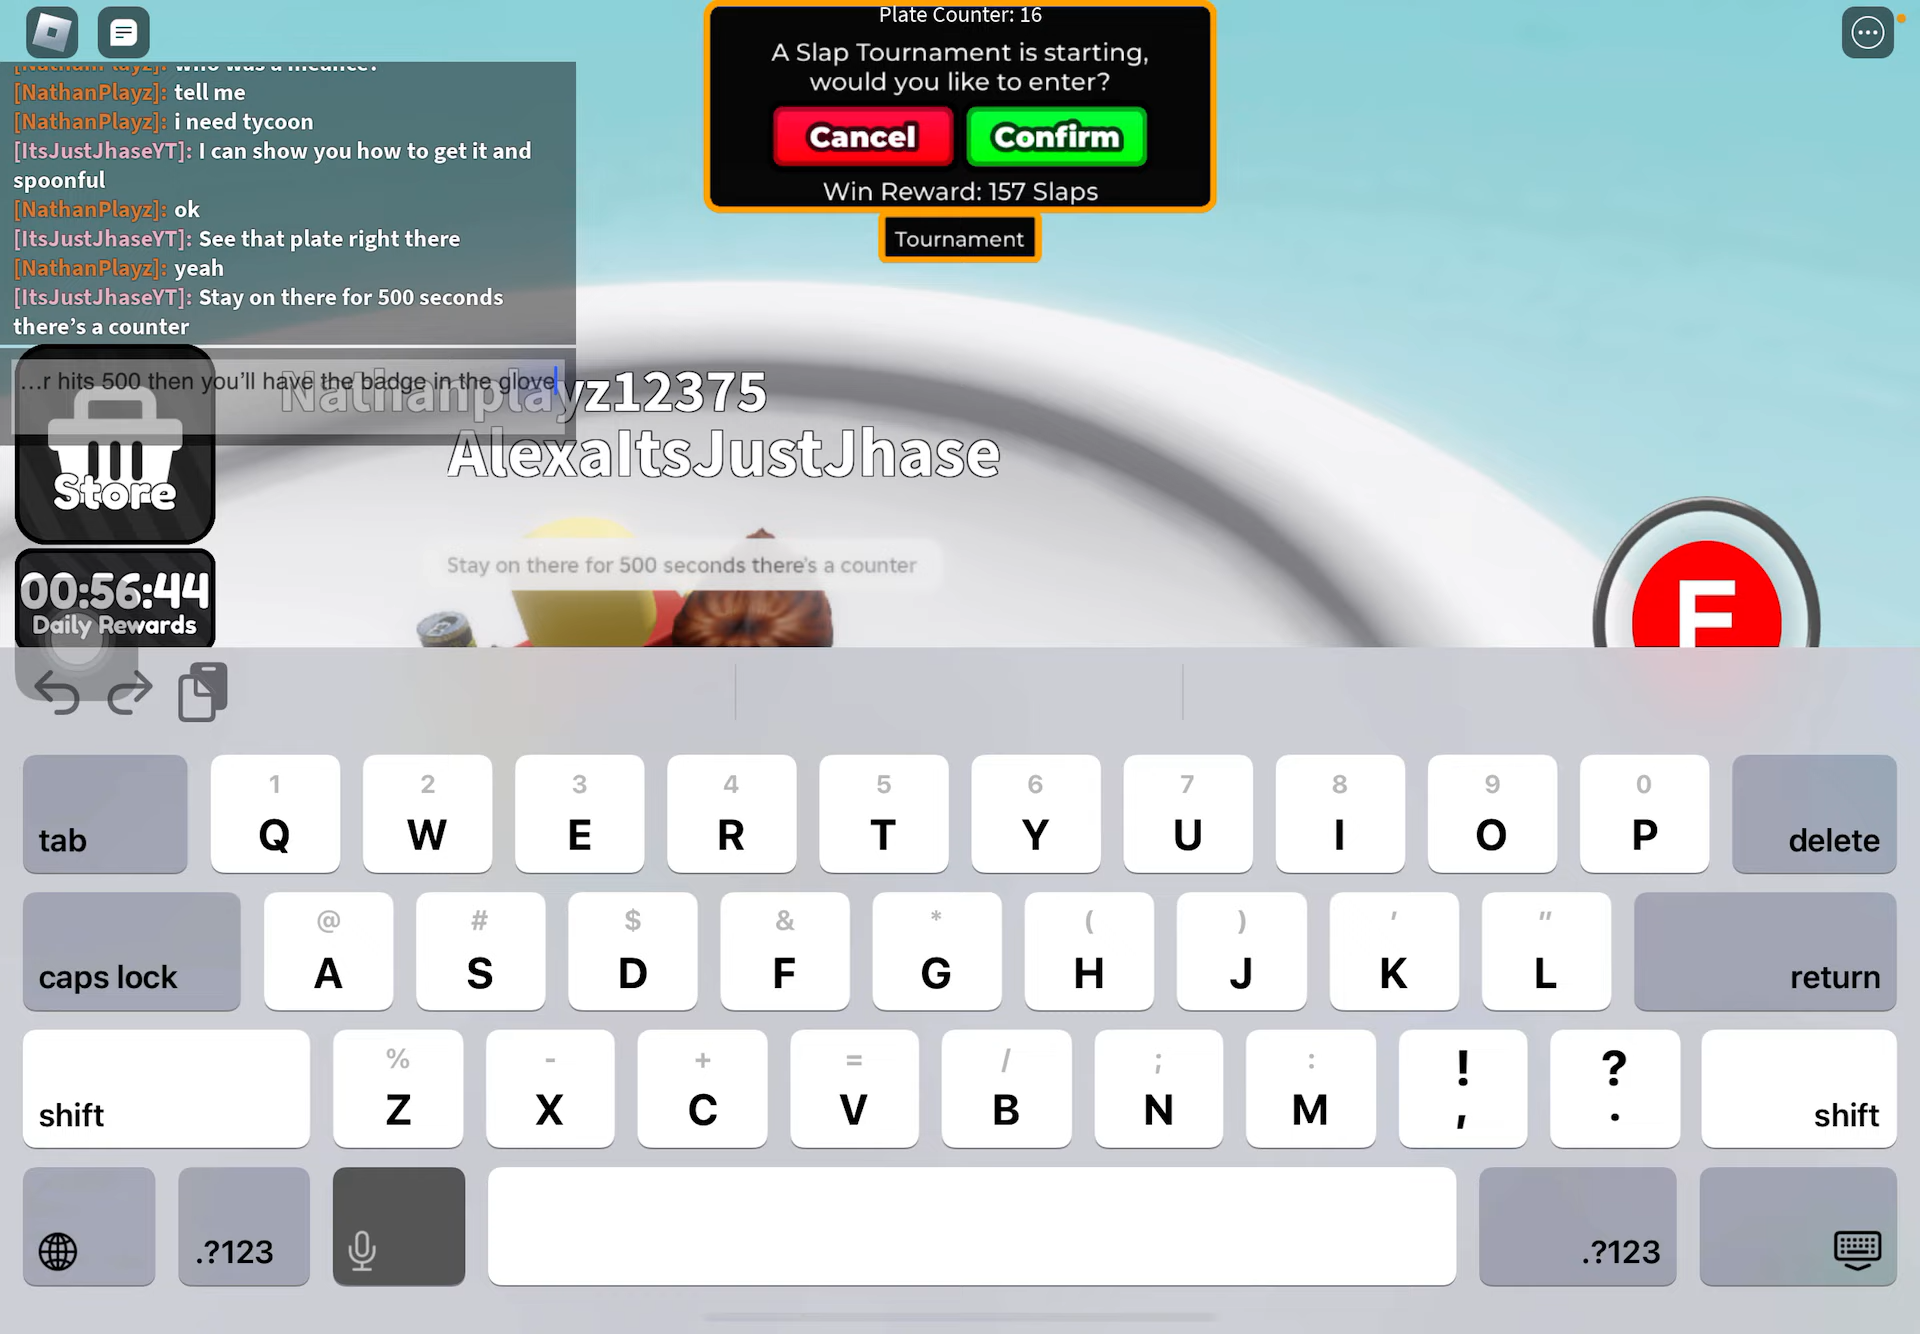 Plate Counter: 16
A Slap Tournament is starting,
would you like to enter?
Cancel
Confirm
Win Reward: 157 Slaps
Tournament
[NathanPlayz]:
[NathanPlayz]: tell me
[NathanPlayz]: i need tycoon
[ItsJustJhaseYT]: I can show you how to get it and
spoonful
[NathanPlayz]: ok
[ItsJustJhaseYT]: See that plate right there
[NathanPlayz]: yeah
[ItsJustJhaseYT]: Stay on there for 500 seconds
there’s a counter
...r hits 500 then you’ll have the badge in the glove
Nathanplayz12375
AlexaItsJustJhase
Store
Stay on there for 500 seconds there's a counter
00:56:44
Daily Rewards
E
tab
1 2 3 4 5 6 7 8 9 0
Q W E R T Y U I O P
delete
caps lock
@ # $ & * ( ) ' "
A S D F G H J K L
return
shift
% - + = / ; : ! ?
Z X C V B N M , .
shift
.?123
.?123